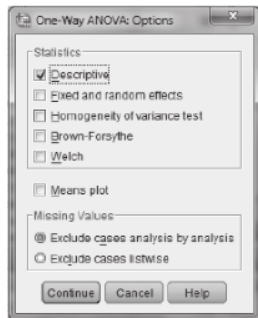 One-Way ANOVA: Options
Statistics
Descriptive
Fixed and random effects
Homogeneity of variance test
Brown-Forsythe
Welch
Means plot
Missing Values
Exclude cases analysis by analysis
Exclude cases listwise
Continue Cancel Help